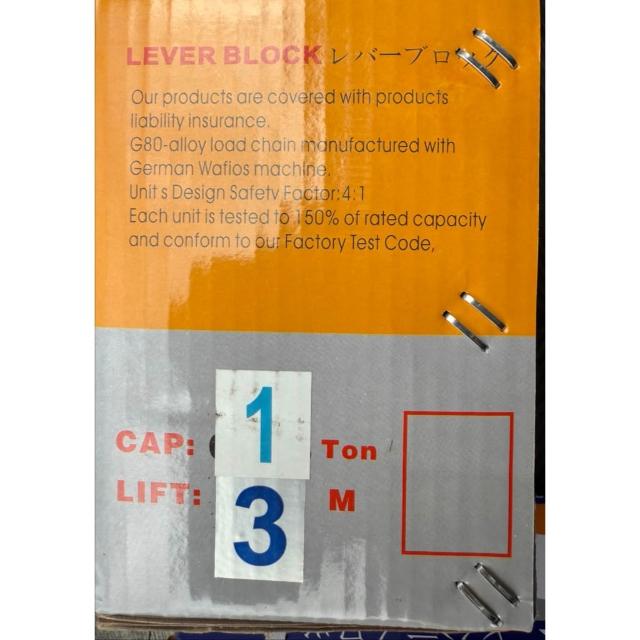 LEVER BLOCK レバーブロック
Our products are covered with products
liability insurance.
G80-alloy load chain manufactured with
German Wafios machine.
Unit s Design Safety Factor:4:1
Each unit is tested to 150% of rated capacity
and conform to our Factory Test Code,
CAP: 1 Ton
LIFT: 3 M